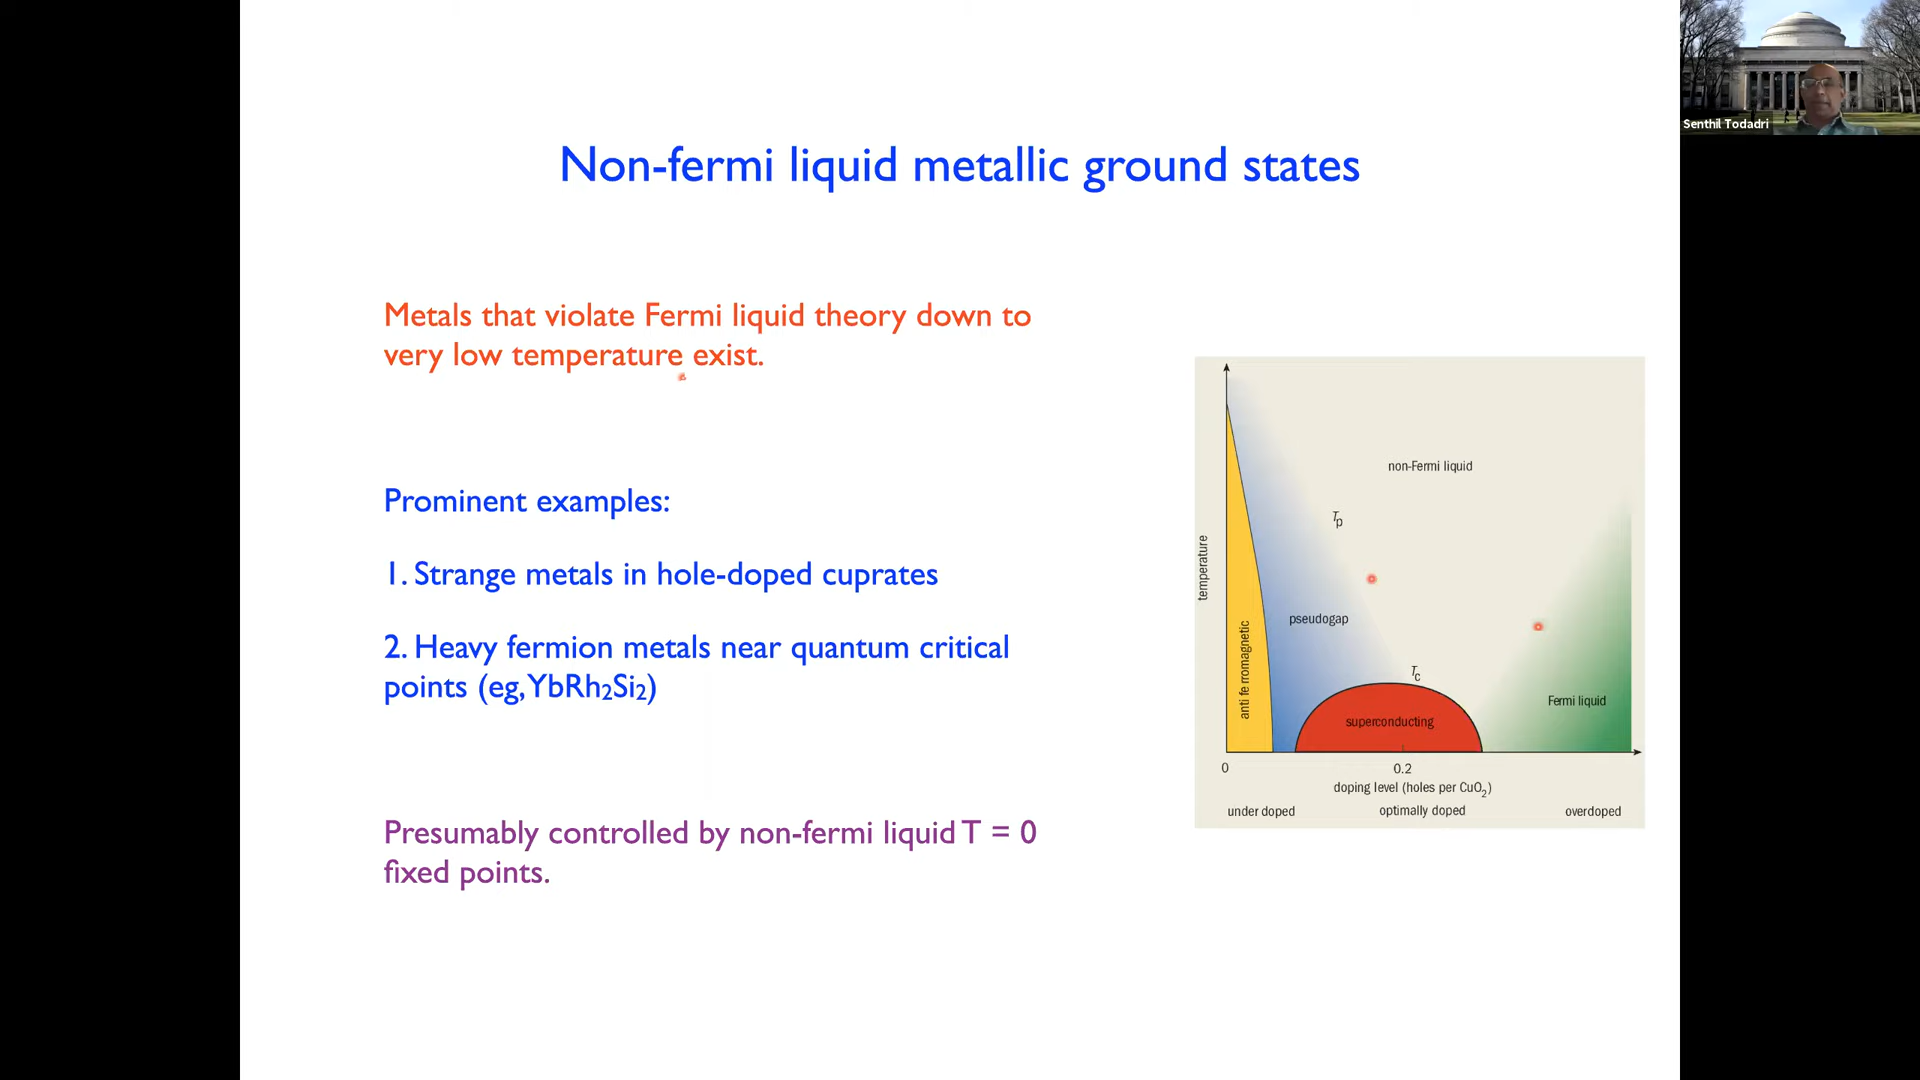 Senthil Todadri
Non-fermi liquid metallic ground states
Metals that violate Fermi liquid theory down to
very low temperature exist.
Prominent examples:
1. Strange metals in hole-doped cuprates
2. Heavy fermion metals near quantum critical
points (eg, YbRh₂Si₂)
Presumably controlled by non-fermi liquid T = 0
fixed points.
temperature
non-Fermi liquid
Tp
pseudogap
anti ferromagnetic
Tc
superconducting
Fermi liquid
0
0.2
doping level (holes per CuO₂)
under doped
optimally doped
overdoped